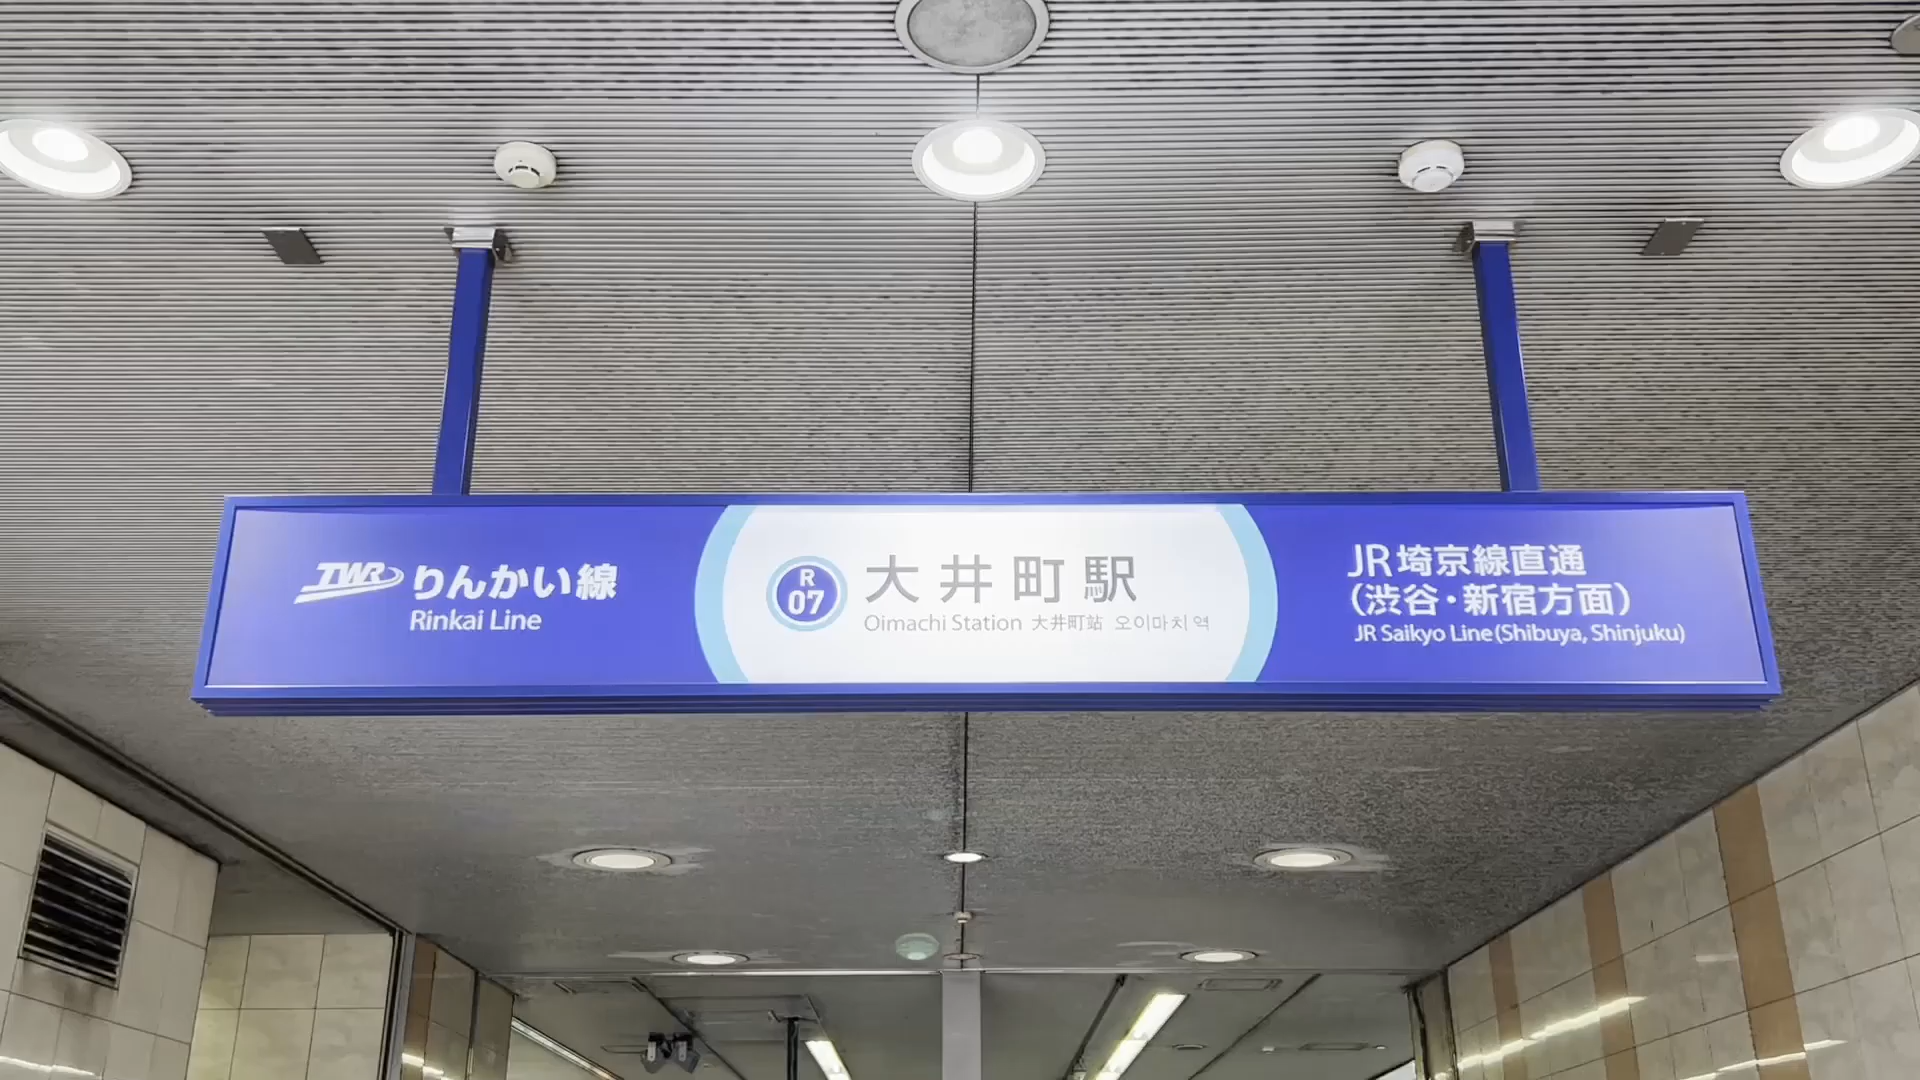 TWR りんかい線
Rinkai Line
R
07
大井町駅
Oimachi Station 大井町站 오이마치 역
JR埼京線直通
(渋谷・新宿方面)
JR Saikyo Line(Shibuya, Shinjuku)